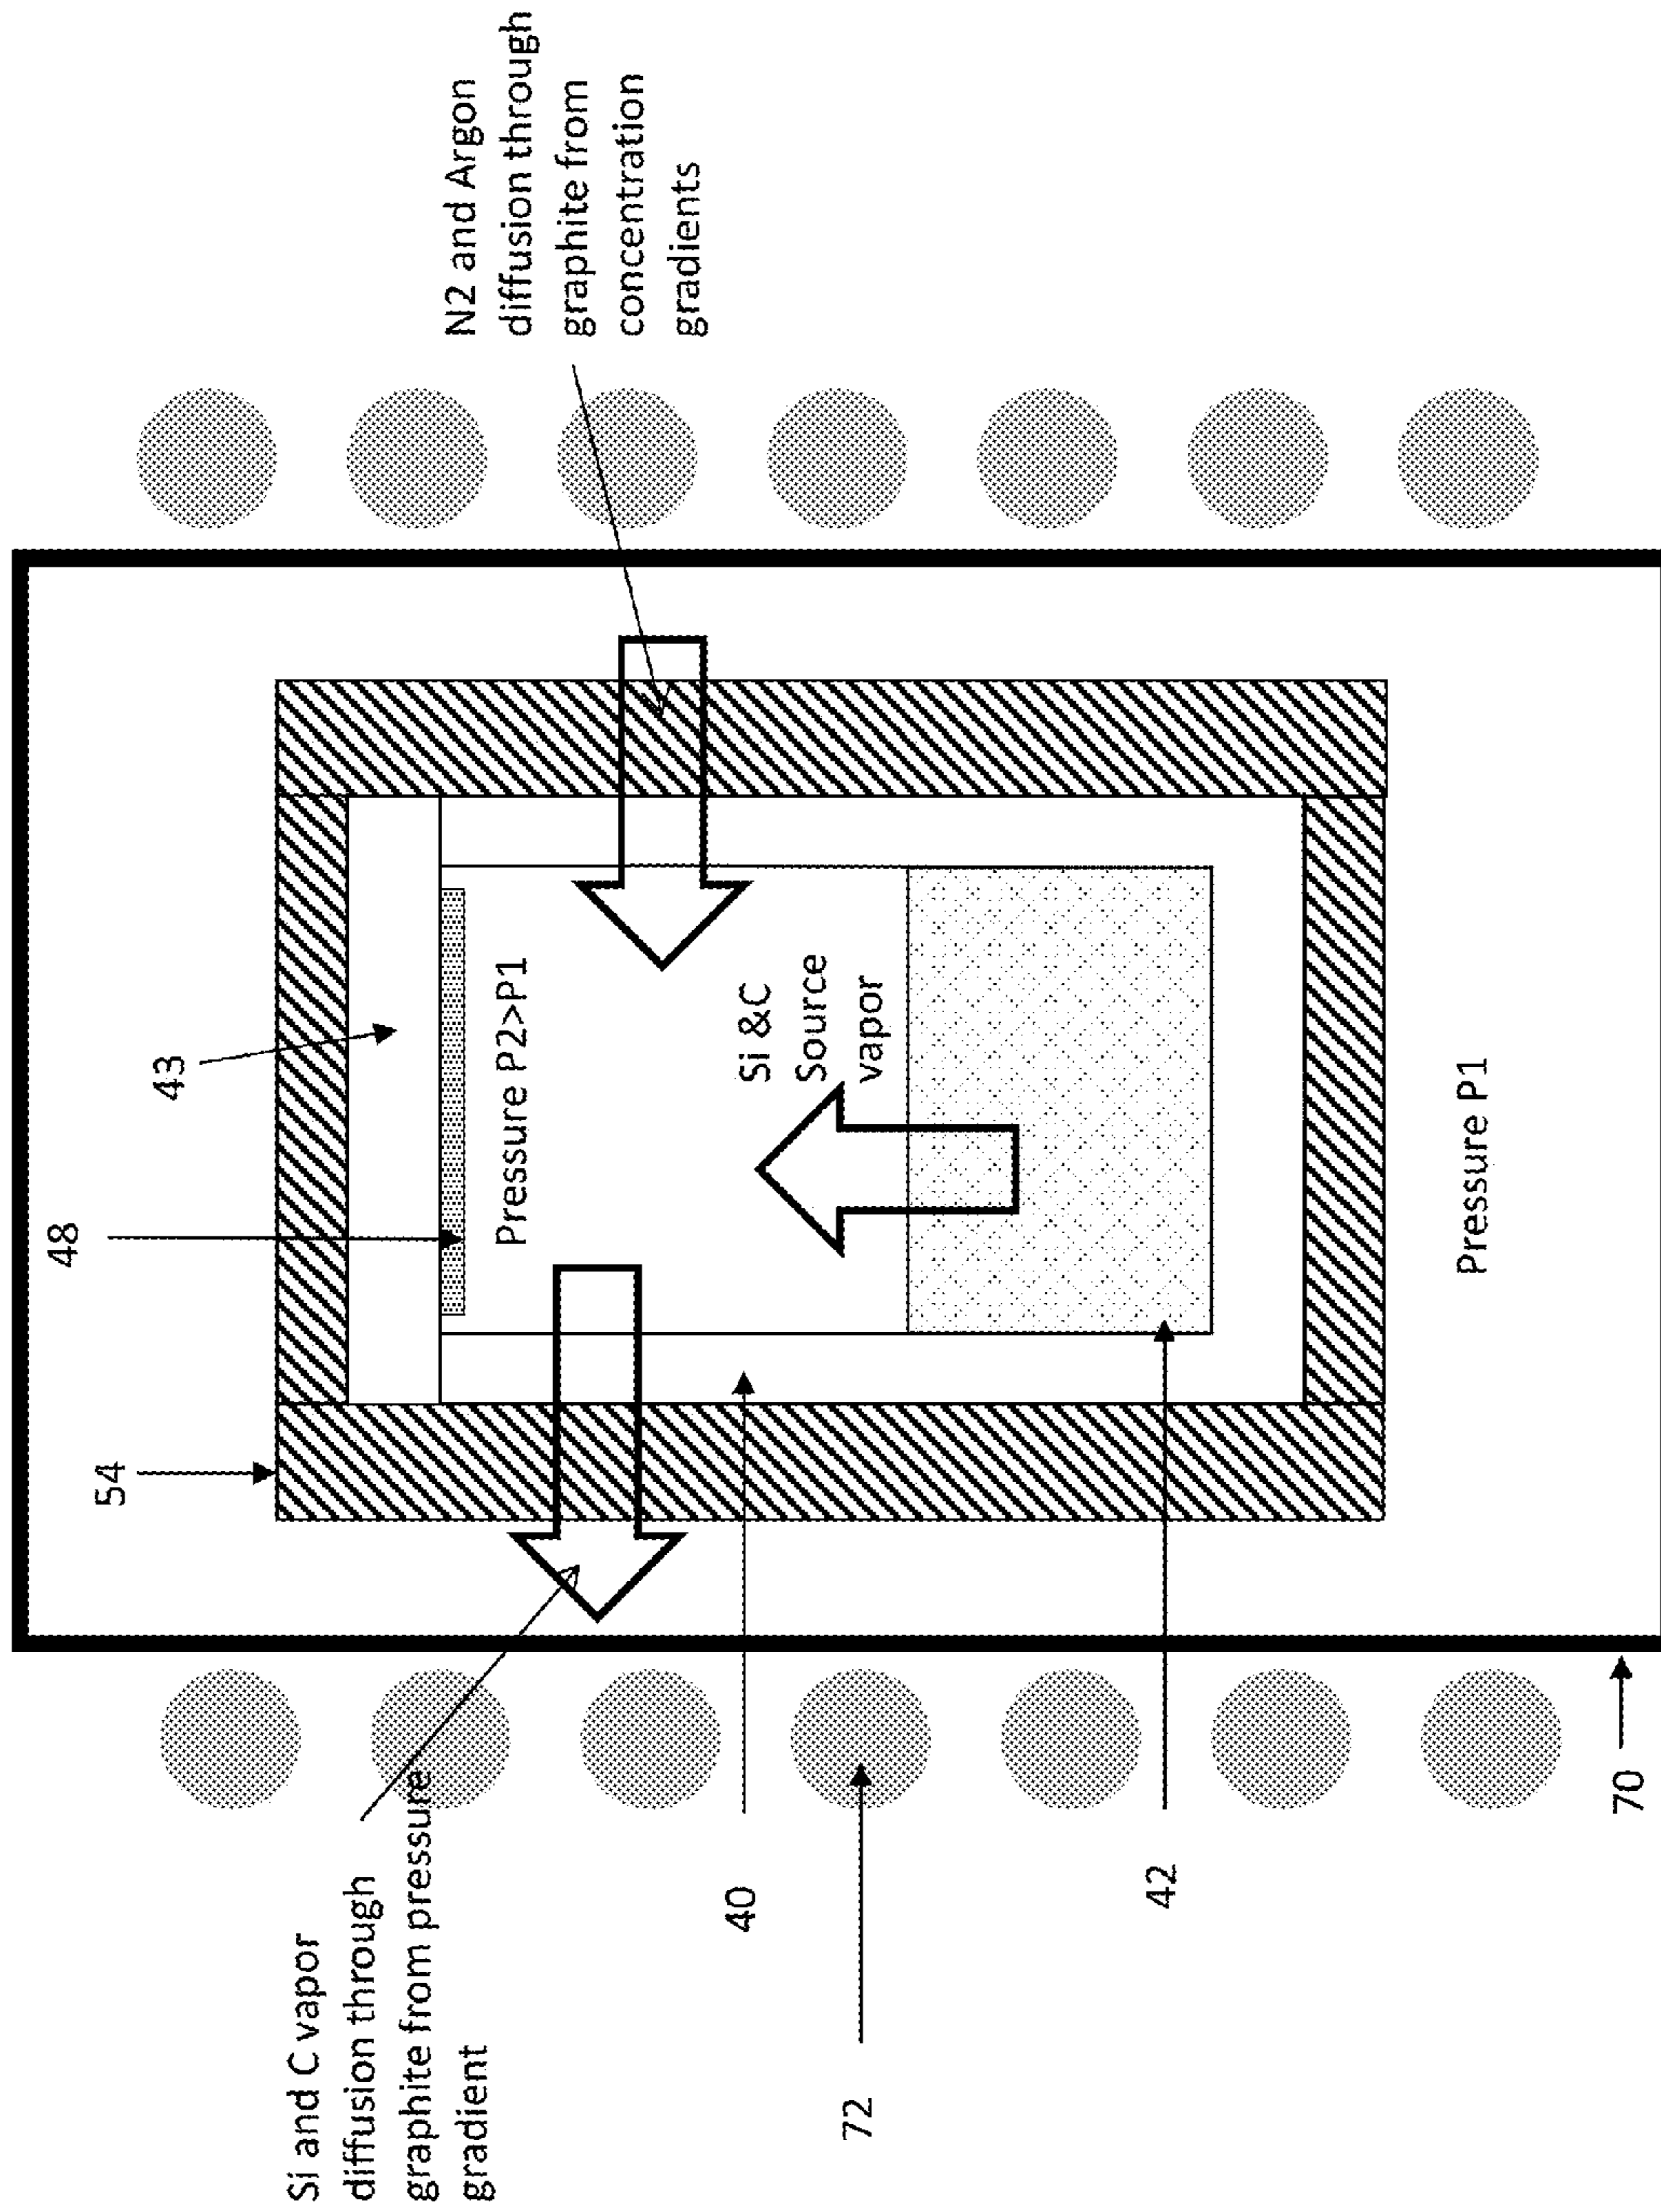 48
54
43
Si and C vapor
diffusion through
graphite from pressure
gradient
N2 and Argon
diffusion through
graphite from
concentration
gradients
Pressure P2>P1
Si &C
Source
vapor
40
72
42
Pressure P1
70